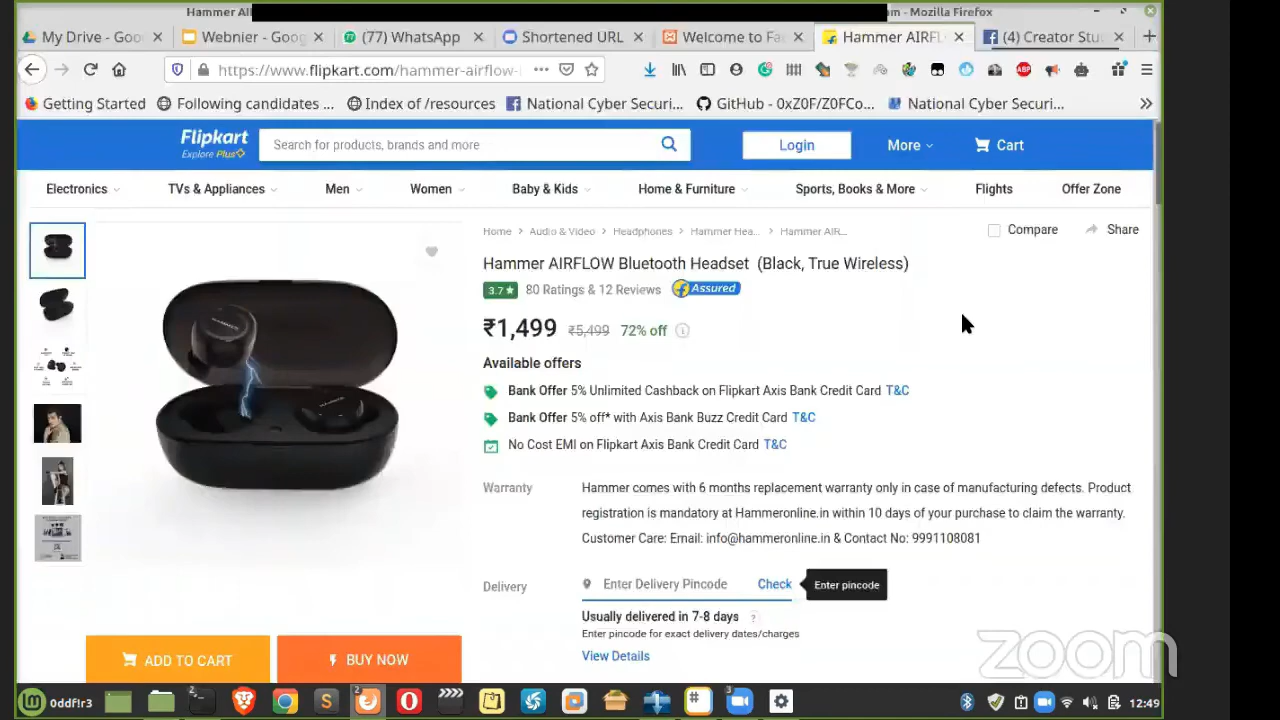 Hammer AI
am - Mozilla Firefox
My Drive - Goo
Webnier - Goog
(77) WhatsApp
Shortened URL
Welcome to Fa
Hammer AIRFL
(4) Creator Stu
https://www.flipkart.com/hammer-airflow-
ABP
Getting Started
Following candidates ...
Index of /resources
National Cyber Securi...
GitHub - 0xZ0F/Z0FCo...
National Cyber Securi...
Flipkart
Explore Plus
Search for products, brands and more
Login
More
Cart
Electronics
TVs & Appliances
Men
Women
Baby & Kids
Home & Furniture
Sports, Books & More
Flights
Offer Zone
Home
Audio & Video
Headphones
Hammer Hea...
Hammer AIR...
Compare
Share
Hammer AIRFLOW Bluetooth Headset (Black, True Wireless)
3.7 ★ 80 Ratings & 12 Reviews Assured
₹1,499 ₹5,499 72% off
Available offers
Bank Offer 5% Unlimited Cashback on Flipkart Axis Bank Credit Card T&C
Bank Offer 5% off* with Axis Bank Buzz Credit Card T&C
No Cost EMI on Flipkart Axis Bank Credit Card T&C
Warranty
Hammer comes with 6 months replacement warranty only in case of manufacturing defects. Product
registration is mandatory at Hammeronline.in within 10 days of your purchase to claim the warranty.
Customer Care: Email: info@hammeronline.in & Contact No: 9991108081
Delivery
Enter Delivery Pincode
Check
Enter pincode
Usually delivered in 7-8 days ?
Enter pincode for exact delivery dates/charges
View Details
ADD TO CART
BUY NOW
zoom
0ddf!r3
12:49